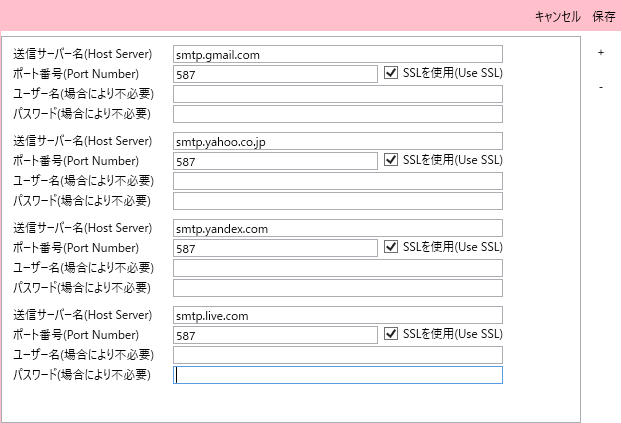 キャンセル 保存
+
-
送信サーバー名(Host Server) smtp.gmail.com
ポート番号(Port Number) 587 SSLを使用(Use SSL)
ユーザー名(場合により不必要)
パスワード(場合により不必要)
送信サーバー名(Host Server) smtp.yahoo.co.jp
ポート番号(Port Number) 587 SSLを使用(Use SSL)
ユーザー名(場合により不必要)
パスワード(場合により不必要)
送信サーバー名(Host Server) smtp.yandex.com
ポート番号(Port Number) 587 SSLを使用(Use SSL)
ユーザー名(場合により不必要)
パスワード(場合により不必要)
送信サーバー名(Host Server) smtp.live.com
ポート番号(Port Number) 587 SSLを使用(Use SSL)
ユーザー名(場合により不必要)
パスワード(場合により不必要)